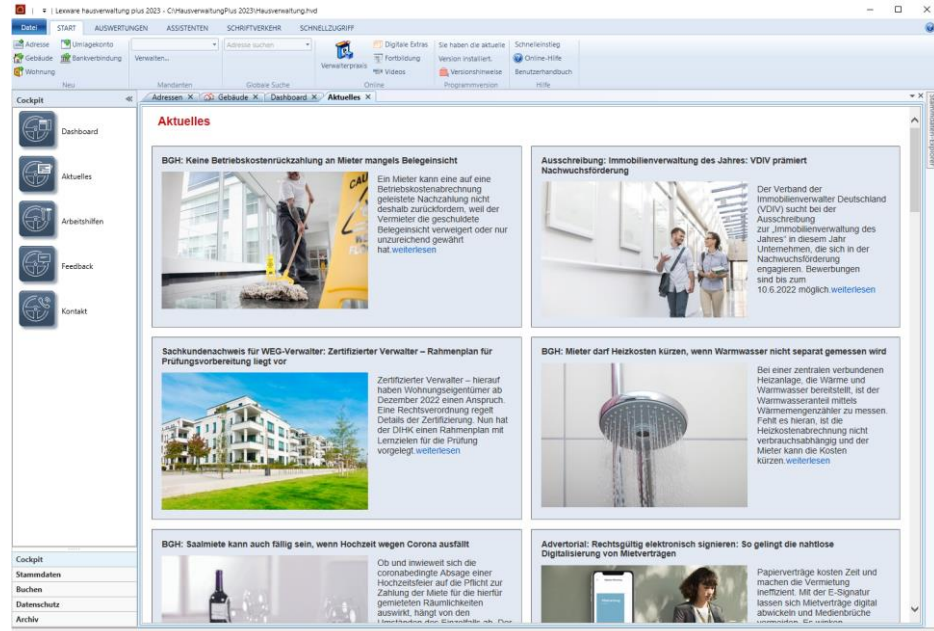 Lexware hausverwaltung plus 2023 - C:\HausverwaltungPlus 2023\Hausverwaltung.hvd
Datei START AUSWERTUNGEN ASSISTENTEN SCHRIFTVERKEHR SCHNELLZUGRIFF
Adresse Umlagekonto Adresse suchen Digitale Extras Sie haben die aktuelle Schnelleinstieg
Gebäude Bankverbindung Verwalten... Verwalterpraxis Fortbildung Version installiert. Online-Hilfe
Wohnung Videos Versionshinweise Benutzerhandbuch
Neu Mandanten Globale Suche Online Programmversion Hilfe
Cockpit
Adressen Gebäude Dashboard Aktuelles
Stammdaten-Explorer
Dashboard
Aktuelles
Arbeitshilfen
Feedback
Kontakt
Cockpit
Stammdaten
Buchen
Datenschutz
Archiv
Aktuelles
BGH: Keine Betriebskostenrückzahlung an Mieter mangels Belegeinsicht
Ein Mieter kann eine auf eine
Betriebskostenabrechnung
geleistete Nachzahlung nicht
deshalb zurückfordern, weil der
Vermieter die geschuldete
Belegeinsicht verweigert oder nur
unzureichend gewährt
hat.weiterlesen
CAU
Ausschreibung: Immobilienverwaltung des Jahres: VDIV prämiert
Nachwuchsförderung
Der Verband der
Immobilienverwalter Deutschland
(VDIV) sucht bei der
Ausschreibung
zur „Immobilienverwaltung des
Jahres“ in diesem Jahr
Unternehmen, die sich in der
Nachwuchsförderung
engagieren. Bewerbungen
sind bis zum
10.6.2022 möglich.weiterlesen
Sachkundenachweis für WEG-Verwalter: Zertifizierter Verwalter – Rahmenplan für
Prüfungsvorbereitung liegt vor
Zertifizierter Verwalter – hierauf
haben Wohnungseigentümer ab
Dezember 2022 einen Anspruch.
Eine Rechtsverordnung regelt
Details der Zertifizierung. Nun hat
der DIHK einen Rahmenplan mit
Lernzielen für die Prüfung
vorgelegt.weiterlesen
BGH: Mieter darf Heizkosten kürzen, wenn Warmwasser nicht separat gemessen wird
Bei einer zentralen verbundenen
Heizanlage, die Wärme und
Warmwasser bereitstellt, ist der
Warmwasseranteil mittels
Wärmemengenzähler zu messen.
Fehlt es hieran, ist die
Heizkostenabrechnung nicht
verbrauchsabhängig und der
Mieter kann die Kosten
kürzen.weiterlesen
BGH: Saalmiete kann auch fällig sein, wenn Hochzeit wegen Corona ausfällt
Ob und inwieweit sich die
coronabedingte Absage einer
Hochzeitsfeier auf die Pflicht zur
Zahlung der Miete für die hierfür
gemieteten Räumlichkeiten
auswirkt, hängt von den
Umständen des Einzelfalls ab. Der
Advertorial: Rechtsgültig elektronisch signieren: So gelingt die nahtlose
Digitalisierung von Mietverträgen
Papierverträge kosten Zeit und
machen die Vermietung
ineffizient. Mit der E-Signatur
lassen sich Mietverträge digital
abwickeln und Medienbrüche
vermeiden. Es winken